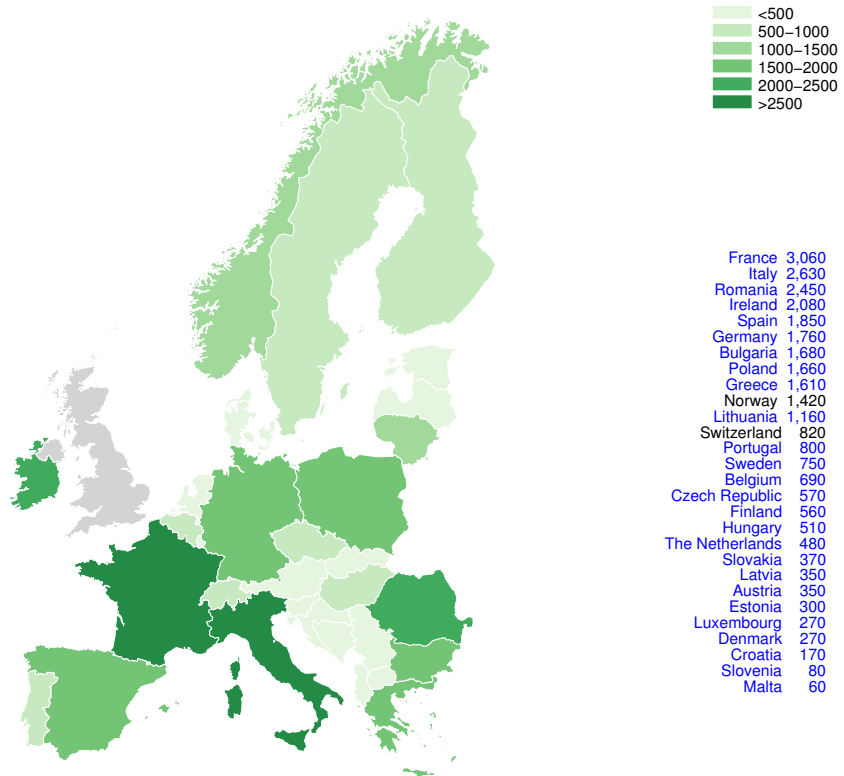 <500
500−1000
1000−1500
1500−2000
2000−2500
>2500
France 3,060
Italy 2,630
Romania 2,450
Ireland 2,080
Spain 1,850
Germany 1,760
Bulgaria 1,680
Poland 1,660
Greece 1,610
Norway 1,420
Lithuania 1,160
Switzerland 820
Portugal 800
Sweden 750
Belgium 690
Czech Republic 570
Finland 560
Hungary 510
The Netherlands 480
Slovakia 370
Latvia 350
Austria 350
Estonia 300
Luxembourg 270
Denmark 270
Croatia 170
Slovenia 80
Malta 60